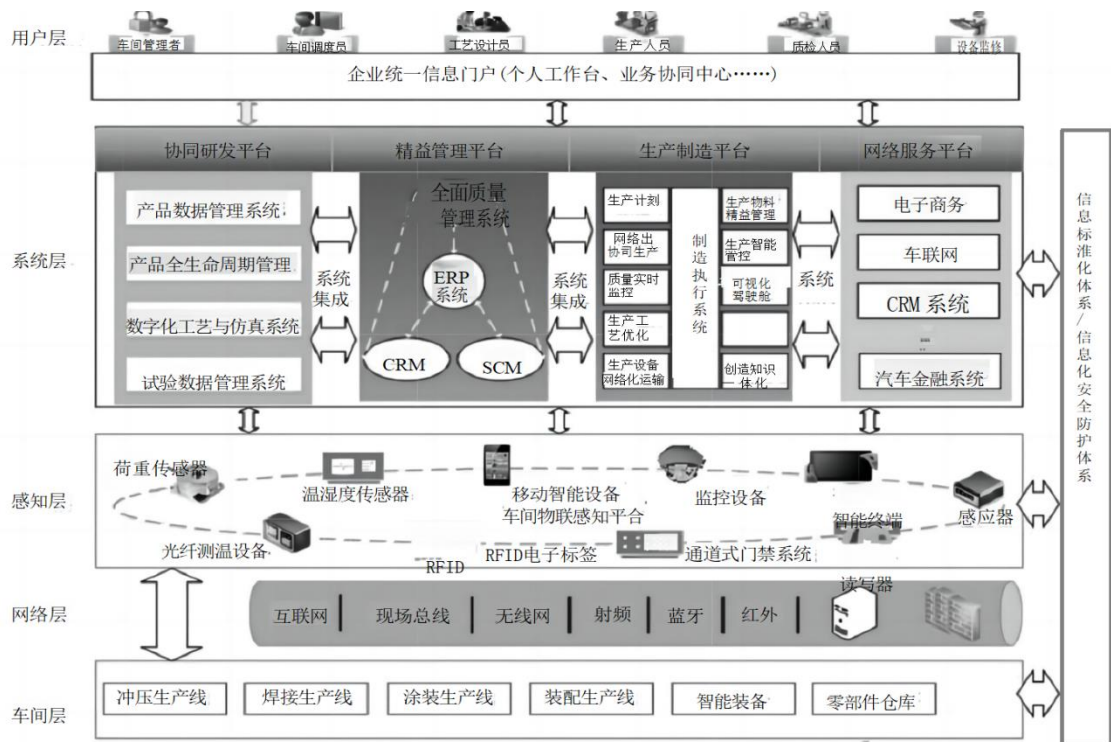 用户层
车间管理者
车间调度员
工艺设计员
生产人员
质检人员
设备监修
企业统一信息门户(个人工作台、业务协同中心……)
系统层
协同研发平台
精益管理平台
生产制造平台
网络服务平台
产品数据管理系统
产品全生命周期管理
数字化工艺与仿真系统
试验数据管理系统
系统
集成
全面质量
管理系统
ERP
系统
CRM
SCM
系统
集成
生产计划
网络出
协司生产
质量实时
监控
生产工
艺优化
生产设备
网络化运输
制造执行系统
生产物料
精益管理
生产智能
管控
可视化
驾驶舱
创造知识
一体化
系统
电子商务
车联网
CRM 系统
汽车金融系统
信息标准化体系/信息化安全防护体系
感知层
荷重传感器
温湿度传感器
移动智能设备
车间物联感知平台
监控设备
智能终端
感应器
光纤测温设备
RFID
RFID电子标签
通道式门禁系统
网络层
互联网
现场总线
无线网
射频
蓝牙
红外
读写器
车间层
冲压生产线
焊接生产线
涂装生产线
装配生产线
智能装备
零部件仓库